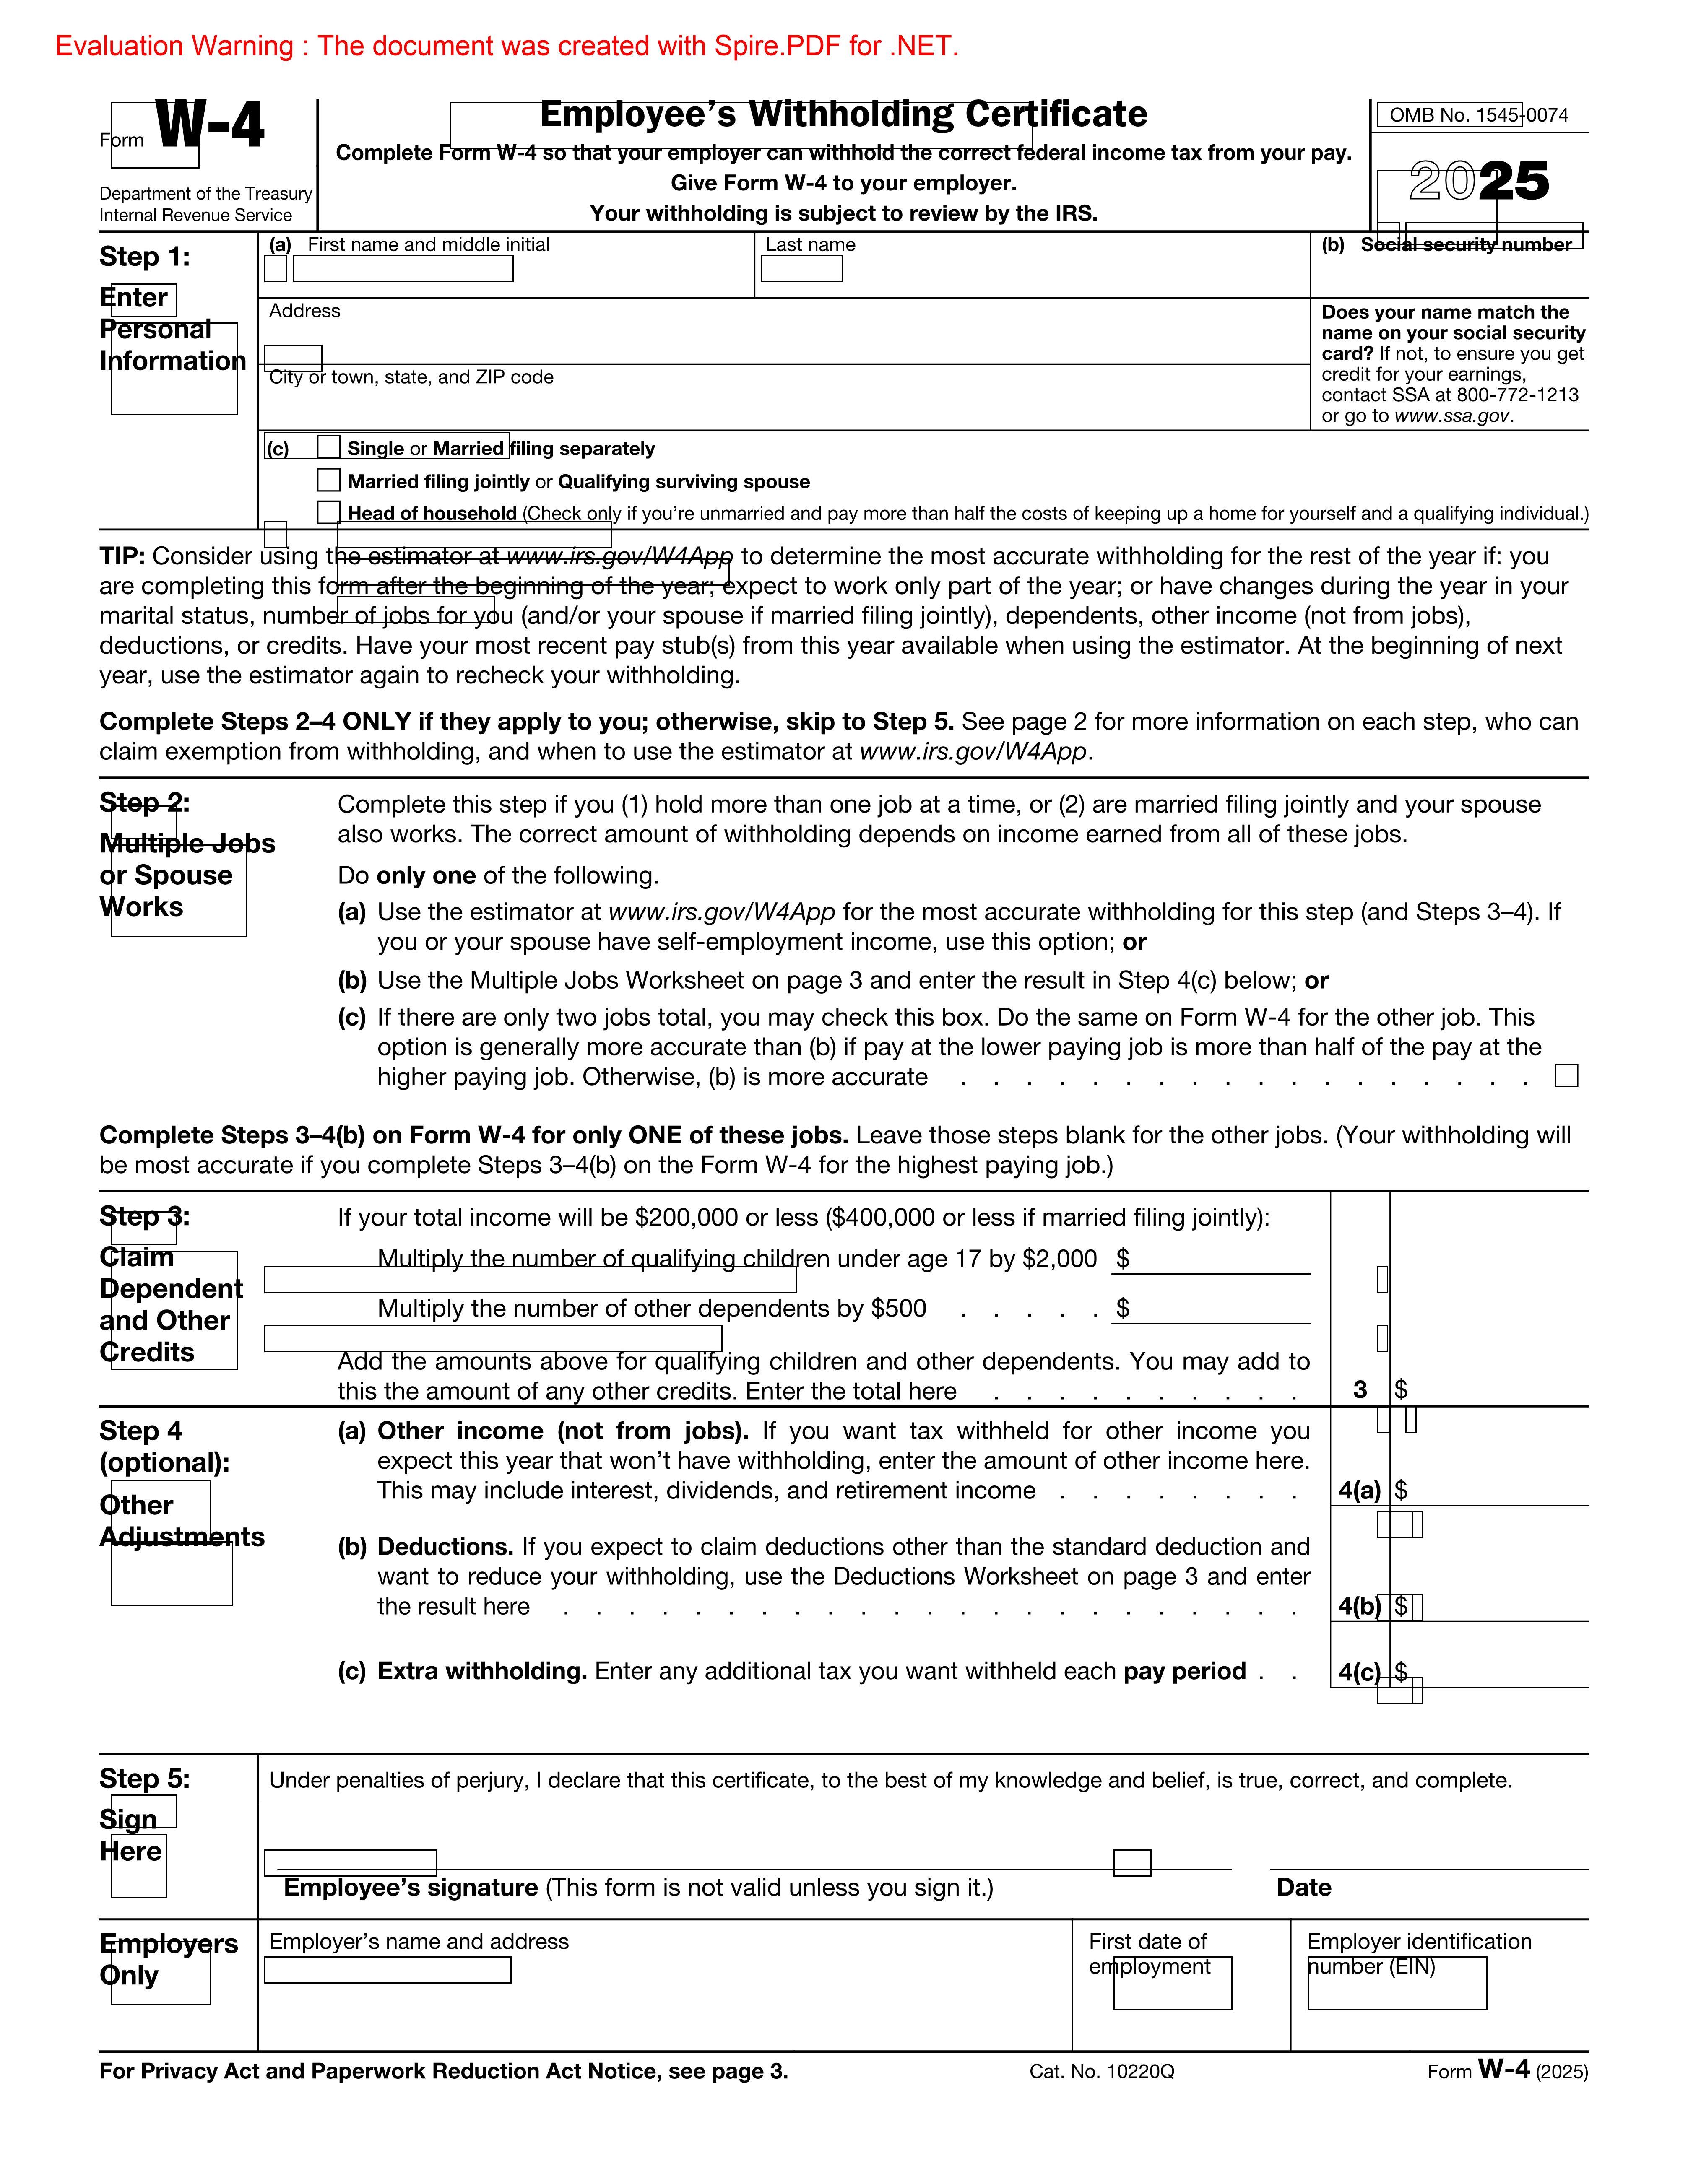 Evaluation Warning : The document was created with Spire.PDF for .NET.
Form W-4
Department of the Treasury
Internal Revenue Service
Employee’s Withholding Certificate
Complete Form W-4 so that your employer can withhold the correct federal income tax from your pay.
Give Form W-4 to your employer.
Your withholding is subject to review by the IRS.
OMB No. 1545-0074
2025
Step 1:
Enter
Personal
Information
(a) First name and middle initial
Last name
(b) Social security number
Address
City or town, state, and ZIP code
Does your name match the
name on your social security
card? If not, to ensure you get
credit for your earnings,
contact SSA at 800-772-1213
or go to www.ssa.gov.
(c) Single or Married filing separately
Married filing jointly or Qualifying surviving spouse
Head of household (Check only if you’re unmarried and pay more than half the costs of keeping up a home for yourself and a qualifying individual.)
TIP: Consider using the estimator at www.irs.gov/W4App to determine the most accurate withholding for the rest of the year if: you
are completing this form after the beginning of the year; expect to work only part of the year; or have changes during the year in your
marital status, number of jobs for you (and/or your spouse if married filing jointly), dependents, other income (not from jobs),
deductions, or credits. Have your most recent pay stub(s) from this year available when using the estimator. At the beginning of next
year, use the estimator again to recheck your withholding.
Complete Steps 2–4 ONLY if they apply to you; otherwise, skip to Step 5. See page 2 for more information on each step, who can
claim exemption from withholding, and when to use the estimator at www.irs.gov/W4App.
Step 2:
Multiple Jobs
or Spouse
Works
Complete this step if you (1) hold more than one job at a time, or (2) are married filing jointly and your spouse
also works. The correct amount of withholding depends on income earned from all of these jobs.
Do only one of the following.
(a) Use the estimator at www.irs.gov/W4App for the most accurate withholding for this step (and Steps 3–4). If
you or your spouse have self-employment income, use this option; or
(b) Use the Multiple Jobs Worksheet on page 3 and enter the result in Step 4(c) below; or
(c) If there are only two jobs total, you may check this box. Do the same on Form W-4 for the other job. This
option is generally more accurate than (b) if pay at the lower paying job is more than half of the pay at the
higher paying job. Otherwise, (b) is more accurate . . . . . . . . . . . . . . . . . .
Complete Steps 3–4(b) on Form W-4 for only ONE of these jobs. Leave those steps blank for the other jobs. (Your withholding will
be most accurate if you complete Steps 3–4(b) on the Form W-4 for the highest paying job.)
Step 3:
Claim
Dependent
and Other
Credits
If your total income will be $200,000 or less ($400,000 or less if married filing jointly):
Multiply the number of qualifying children under age 17 by $2,000 $
Multiply the number of other dependents by $500 . . . . . $
Add the amounts above for qualifying children and other dependents. You may add to
this the amount of any other credits. Enter the total here . . . . . . . . . . 3 $
Step 4
(optional):
Other
Adjustments
(a) Other income (not from jobs). If you want tax withheld for other income you
expect this year that won’t have withholding, enter the amount of other income here.
This may include interest, dividends, and retirement income . . . . . . . . 4(a) $
(b) Deductions. If you expect to claim deductions other than the standard deduction and
want to reduce your withholding, use the Deductions Worksheet on page 3 and enter
the result here . . . . . . . . . . . . . . . . . . . . . . . 4(b) $
(c) Extra withholding. Enter any additional tax you want withheld each pay period . . 4(c) $
Step 5:
Sign
Here
Under penalties of perjury, I declare that this certificate, to the best of my knowledge and belief, is true, correct, and complete.
Employee’s signature (This form is not valid unless you sign it.)
Date
Employers
Only
Employer’s name and address
First date of
employment
Employer identification
number (EIN)
For Privacy Act and Paperwork Reduction Act Notice, see page 3.
Cat. No. 10220Q
Form W-4 (2025)